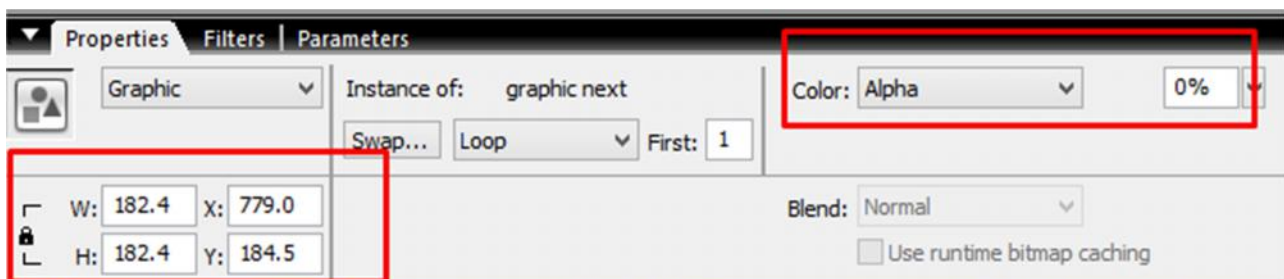 Properties Filters | Parameters
Graphic Instance of: graphic next Color: Alpha 0%
Swap... Loop First: 1
W: 182.4 X: 779.0 Blend: Normal
H: 182.4 Y: 184.5 Use runtime bitmap caching